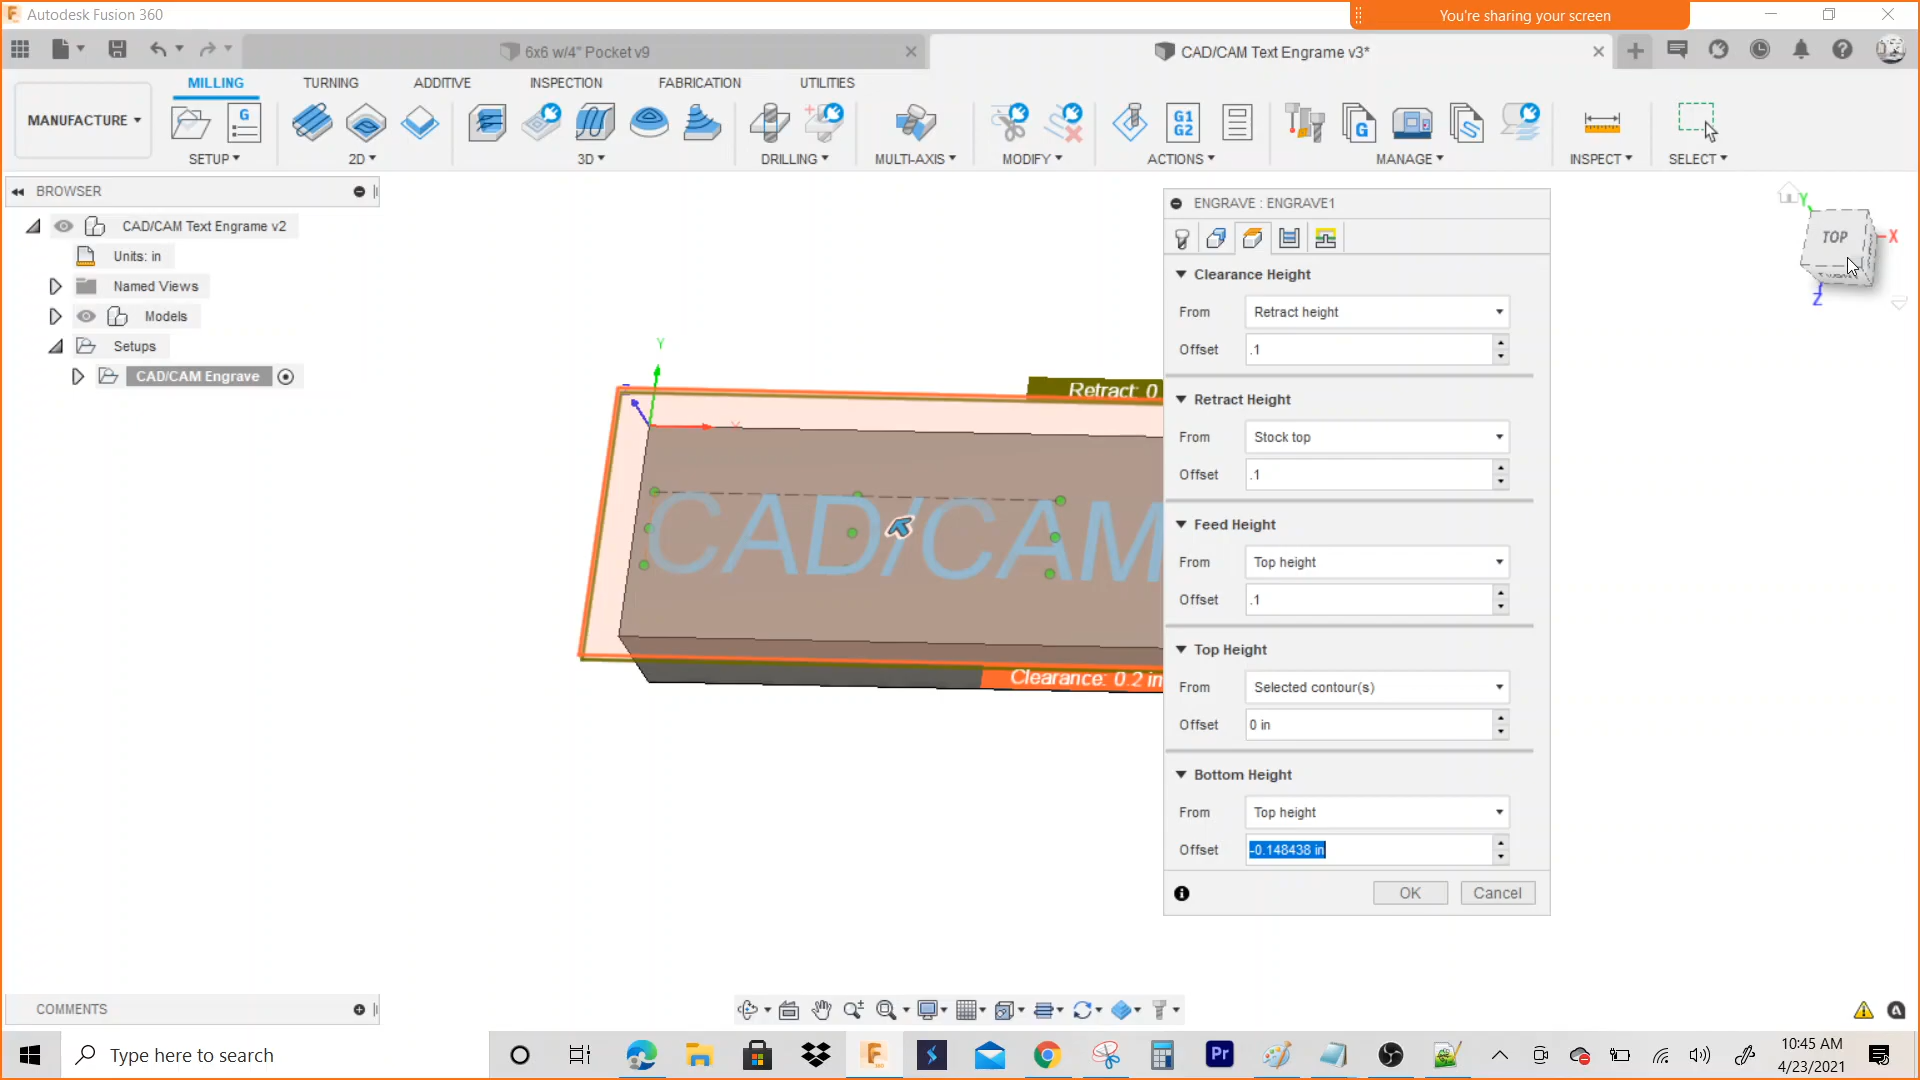 Autodesk Fusion 360
You're sharing your screen
6x6 w/4" Pocket v9
CAD/CAM Text Engrame v3*
MILLING TURNING ADDITIVE INSPECTION FABRICATION UTILITIES
MANUFACTURE
G
G1
G2
G
SETUP 2D 3D DRILLING MULTI-AXIS MODIFY ACTIONS MANAGE INSPECT SELECT
BROWSER
CAD/CAM Text Engrame v2
Units: in
Named Views
Models
Setups
CAD/CAM Engrave
Y
X
Retract: 0
CAD/CAM
Clearance: 0.2 in
ENGRAVE : ENGRAVE1
Clearance Height
From Retract height
Offset .1
Retract Height
From Stock top
Offset .1
Feed Height
From Top height
Offset .1
Top Height
From Selected contour(s)
Offset 0 in
Bottom Height
From Top height
Offset -0.148438 in
OK Cancel
Y
TOP
X
Z
COMMENTS
Type here to search
Pr
10:45 AM
4/23/2021